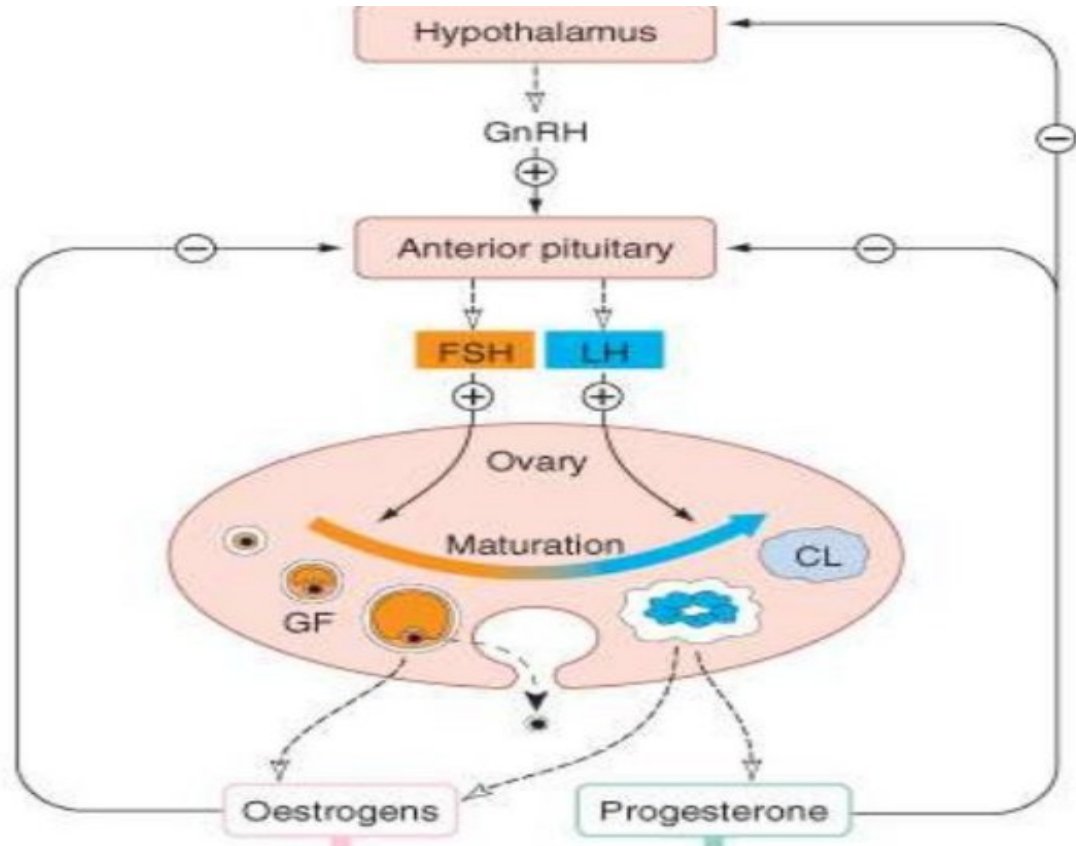 Hypothalamus
GnRH
+
−
Anterior pituitary
−
−
FSH
LH
+
+
Ovary
Maturation
CL
GF
Oestrogens
Progesterone